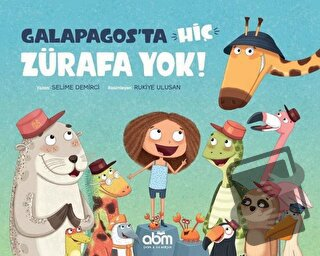 GALAPAGOS'TA HİÇ
ZÜRAFA YOK!
Yazan: SELİME DEMİRCİ Resimleyen: RUKİYE ULUSAN
abm